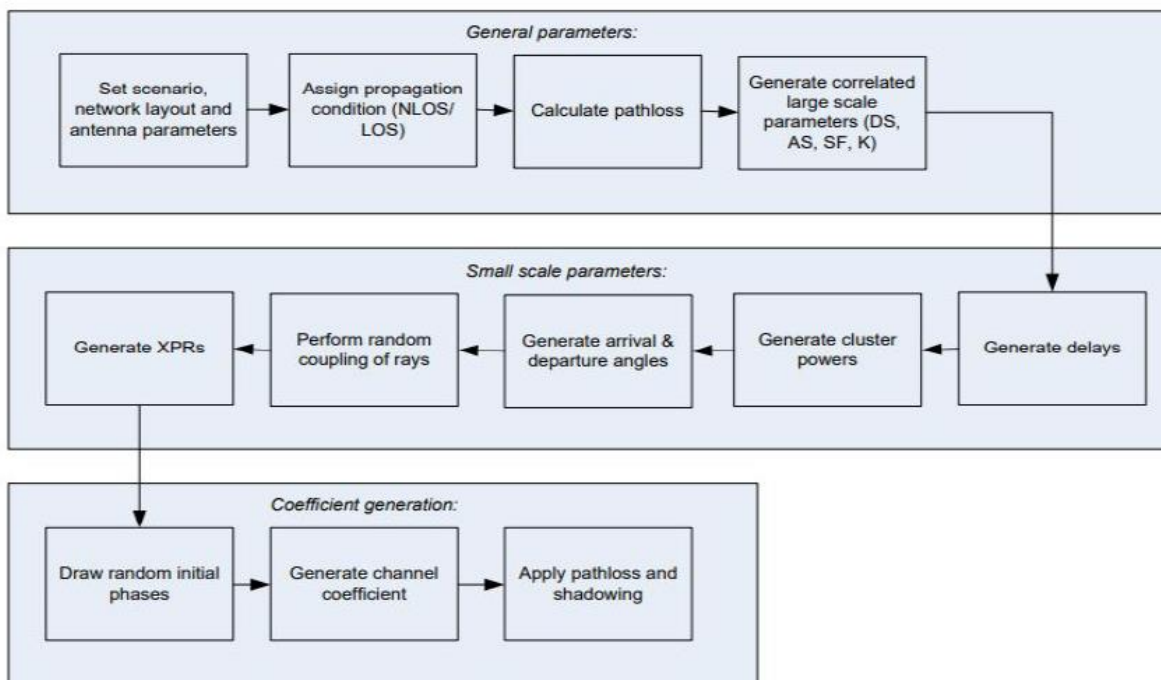 General parameters:
Set scenario,
network layout and
antenna parameters
Assign propagation
condition (NLOS/
LOS)
Calculate pathloss
Generate correlated
large scale
parameters (DS,
AS, SF, K)
Small scale parameters:
Generate XPRs
Perform random
coupling of rays
Generate arrival &
departure angles
Generate cluster
powers
Generate delays
Coefficient generation:
Draw random initial
phases
Generate channel
coefficient
Apply pathloss and
shadowing